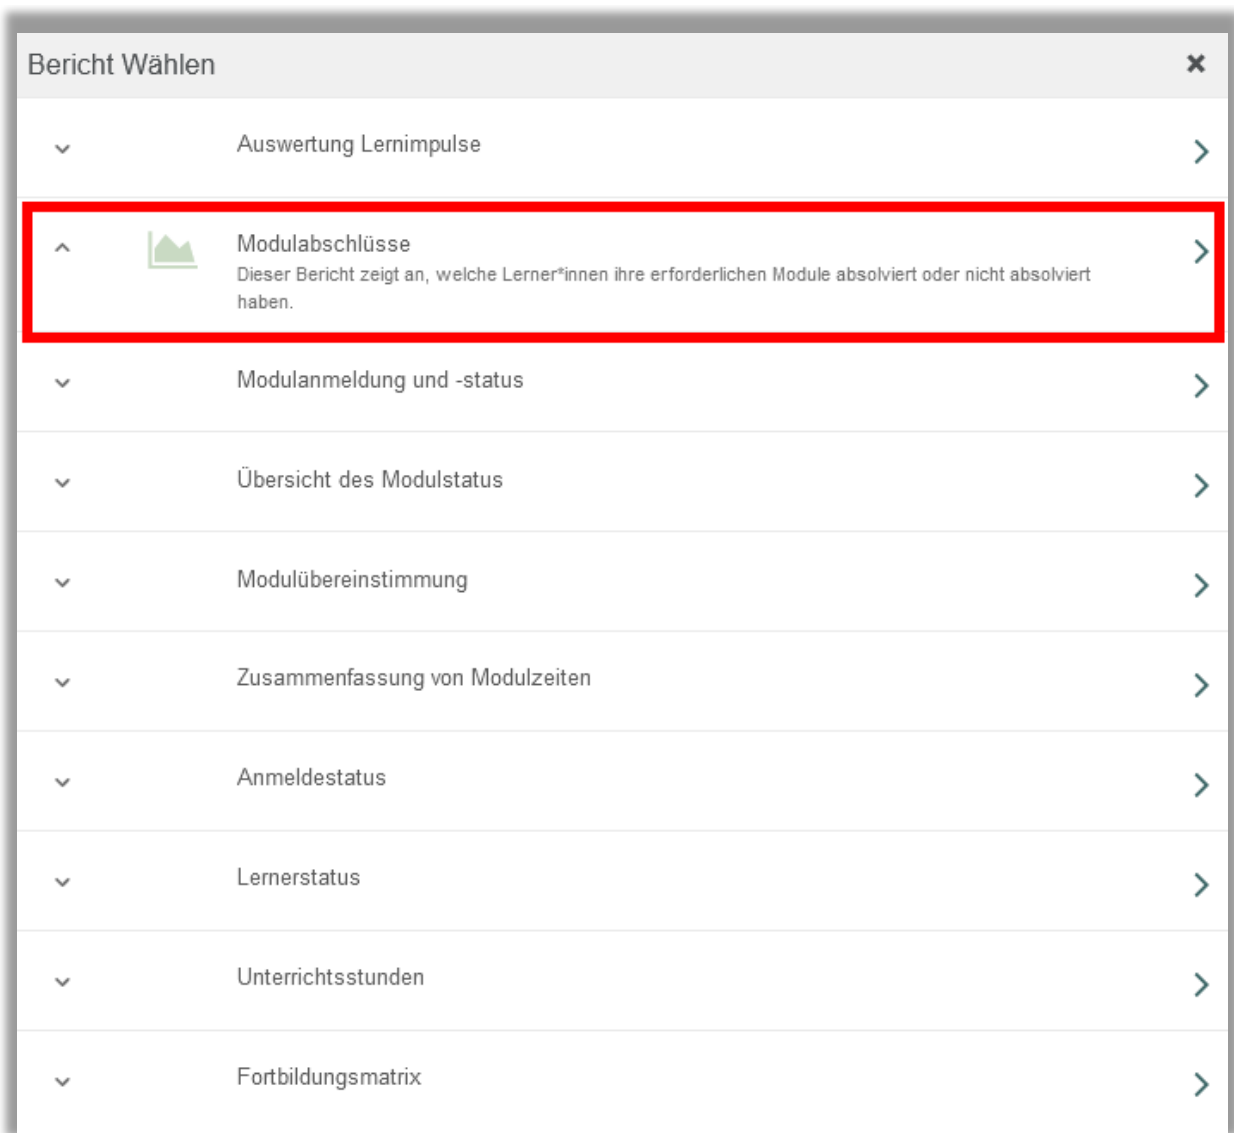 Bericht Wählen
Auswertung Lernimpulse
Modulabschlüsse
Dieser Bericht zeigt an, welche Lerner*innen ihre erforderlichen Module absolviert oder nicht absolviert
haben.
Modulanmeldung und -status
Übersicht des Modulstatus
Modulübereinstimmung
Zusammenfassung von Modulzeiten
Anmeldestatus
Lernerstatus
Unterrichtsstunden
Fortbildungsmatrix